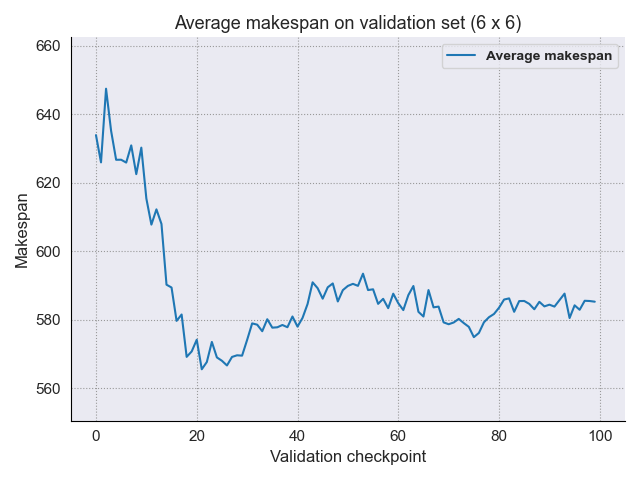 Average makespan on validation set (6 x 6)
Average makespan
660
640
620
600
580
560
Makespan
0 20 40 60 80 100
Validation checkpoint